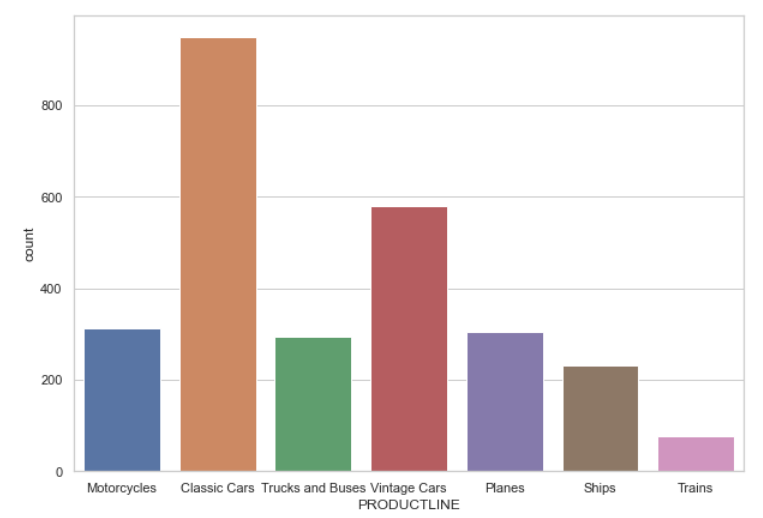 800
600
400
200
0
count
Motorcycles Classic Cars Trucks and Buses Vintage Cars Planes Ships Trains
PRODUCTLINE